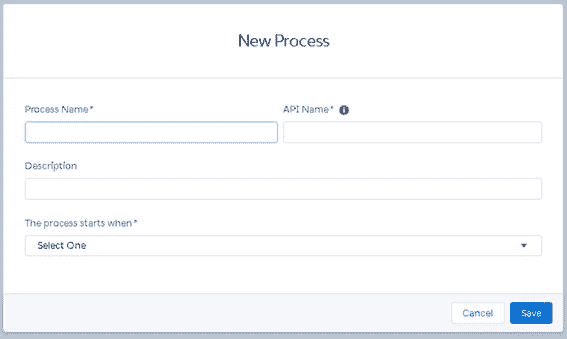 New Process
Process Name* API Name* i
Description
The process starts when*
Select One
Cancel Save